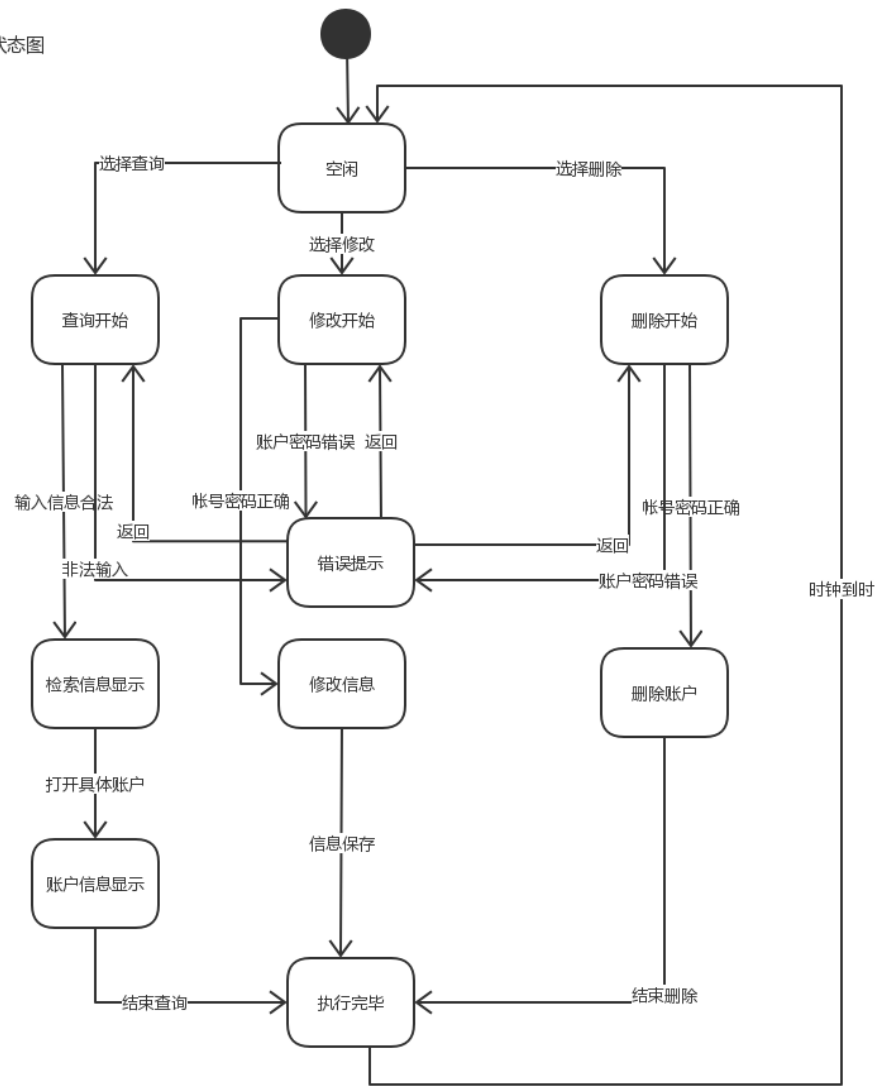 状态图
空闲
选择查询
选择删除
选择修改
查询开始
修改开始
删除开始
账户密码错误
返回
输入信息合法
帐号密码正确
帐号密码正确
返回
返回
错误提示
非法输入
账户密码错误
时钟到时
检索信息显示
修改信息
删除账户
打开具体账户
信息保存
账户信息显示
结束查询
执行完毕
结束删除